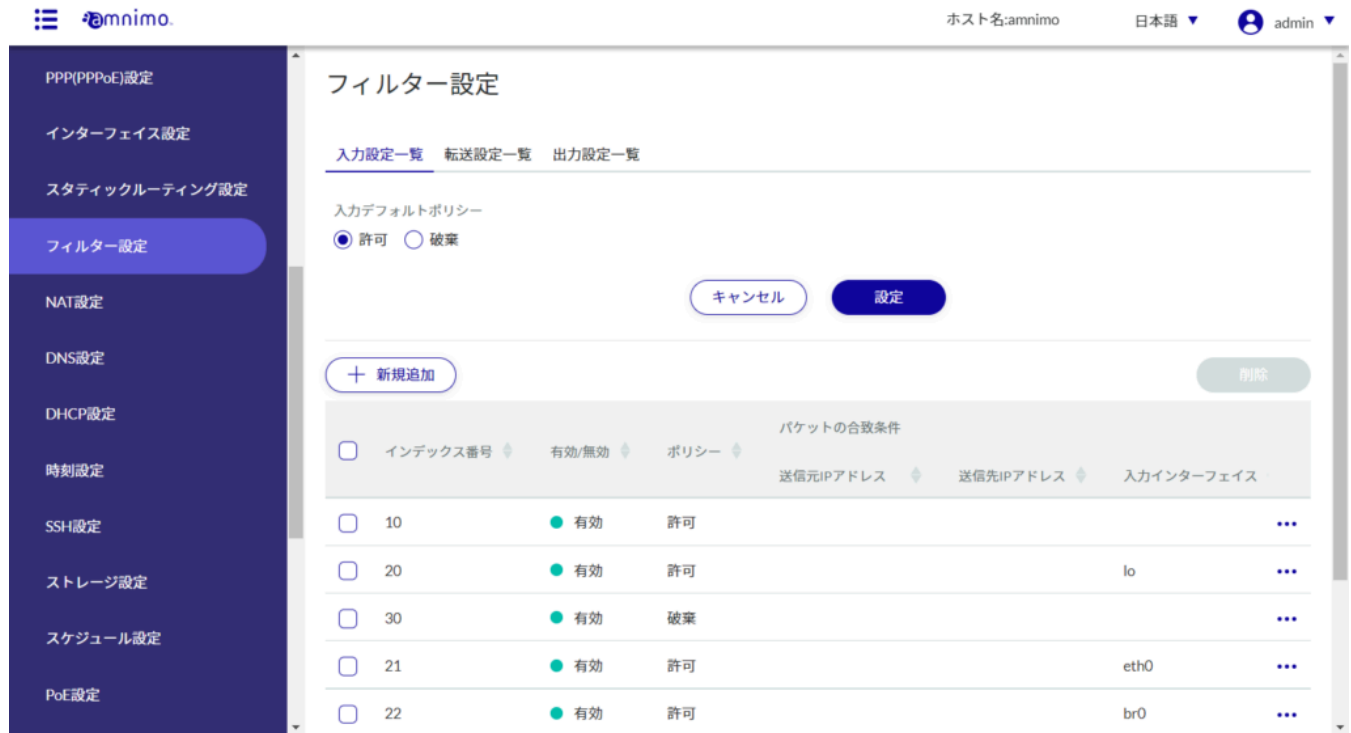 amnimo.
ホスト名:amnimo
日本語 ▼
admin ▼
PPP(PPPoE)設定
インターフェイス設定
スタティックルーティング設定
フィルター設定
NAT設定
DNS設定
DHCP設定
時刻設定
SSH設定
ストレージ設定
スケジュール設定
PoE設定
フィルター設定
入力設定一覧 転送設定一覧 出力設定一覧
入力デフォルトポリシー
許可 破棄
キャンセル 設定
+ 新規追加 削除
パケットの合致条件
インデックス番号 有効/無効 ポリシー
送信元IPアドレス 送信先IPアドレス 入力インターフェイス
10 有効 許可 •••
20 有効 許可 lo •••
30 有効 破棄 •••
21 有効 許可 eth0 •••
22 有効 許可 br0 •••